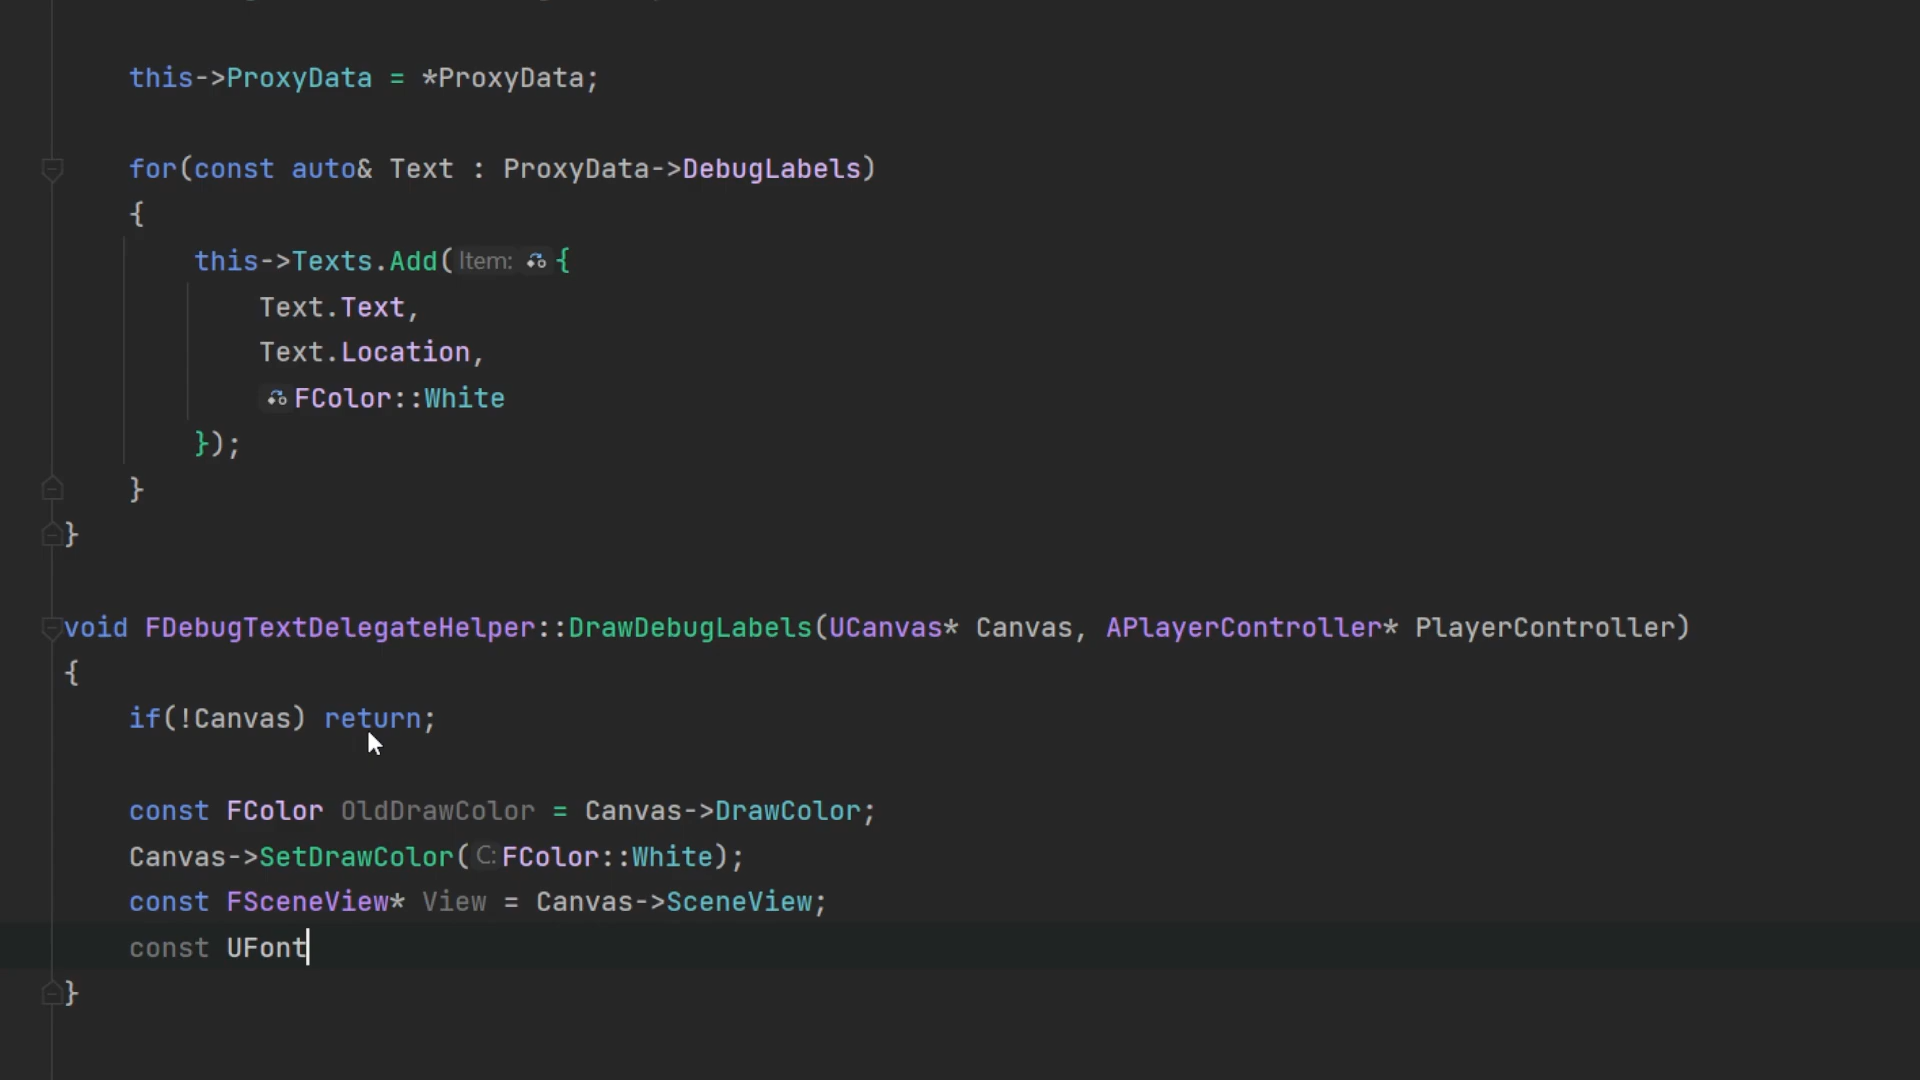 this->ProxyData = *ProxyData;
for(const auto& Text : ProxyData->DebugLabels)
{
this->Texts.Add(Item: {
Text.Text,
Text.Location,
FColor::White
});
}
}
void FDebugTextDelegateHelper::DrawDebugLabels(UCanvas* Canvas, APlayerController* PlayerController)
{
if(!Canvas) return;
const FColor OldDrawColor = Canvas->DrawColor;
Canvas->SetDrawColor(C: FColor::White);
const FSceneView* View = Canvas->SceneView;
const UFont
}